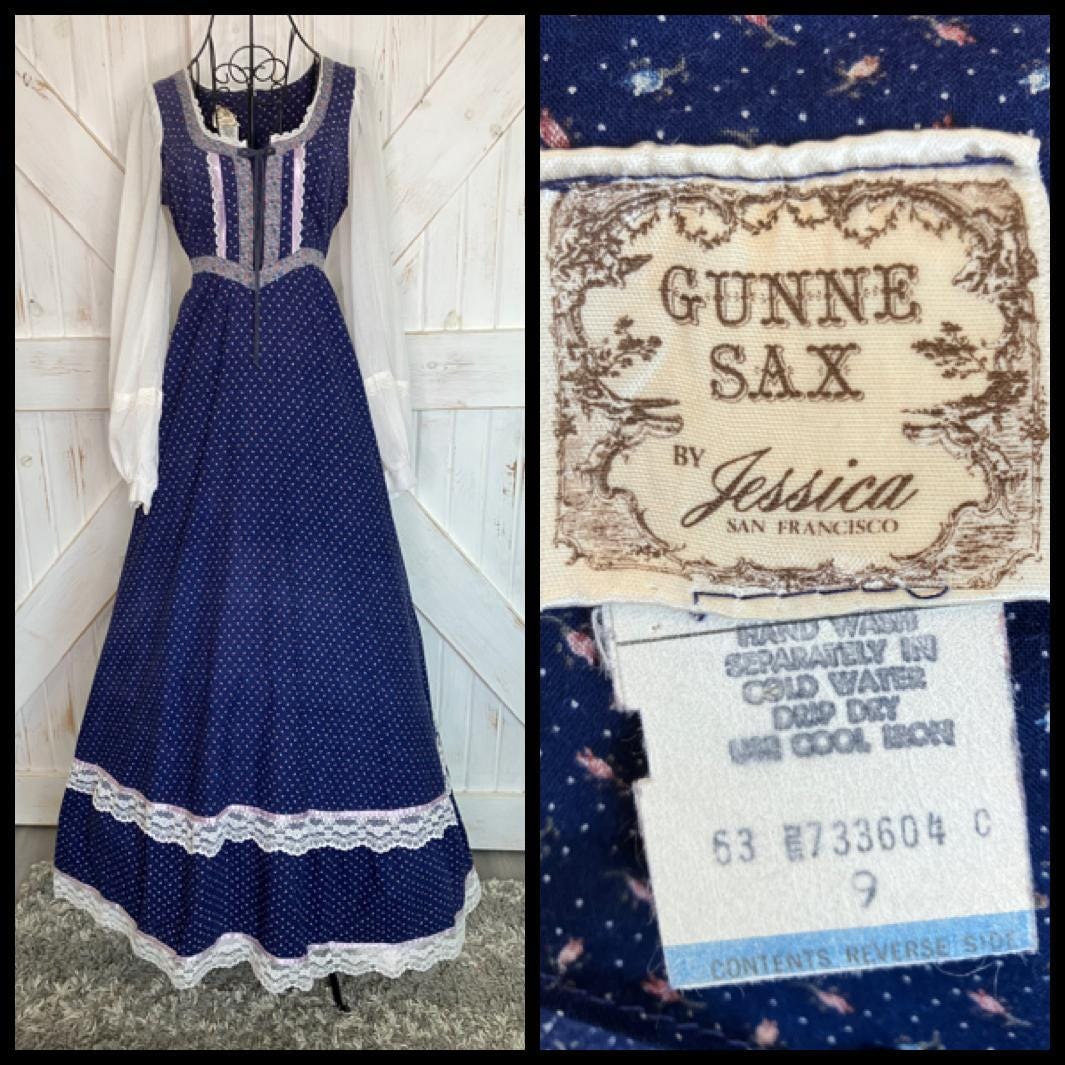 GUNNE
SAX
BY Jessica
SAN FRANCISCO
HAND WASH
SEPARATELY IN
COLD WATER
DRIP DRY
USE COOL IRON
63 733604 C
9
CONTENTS REVERSE SIDE